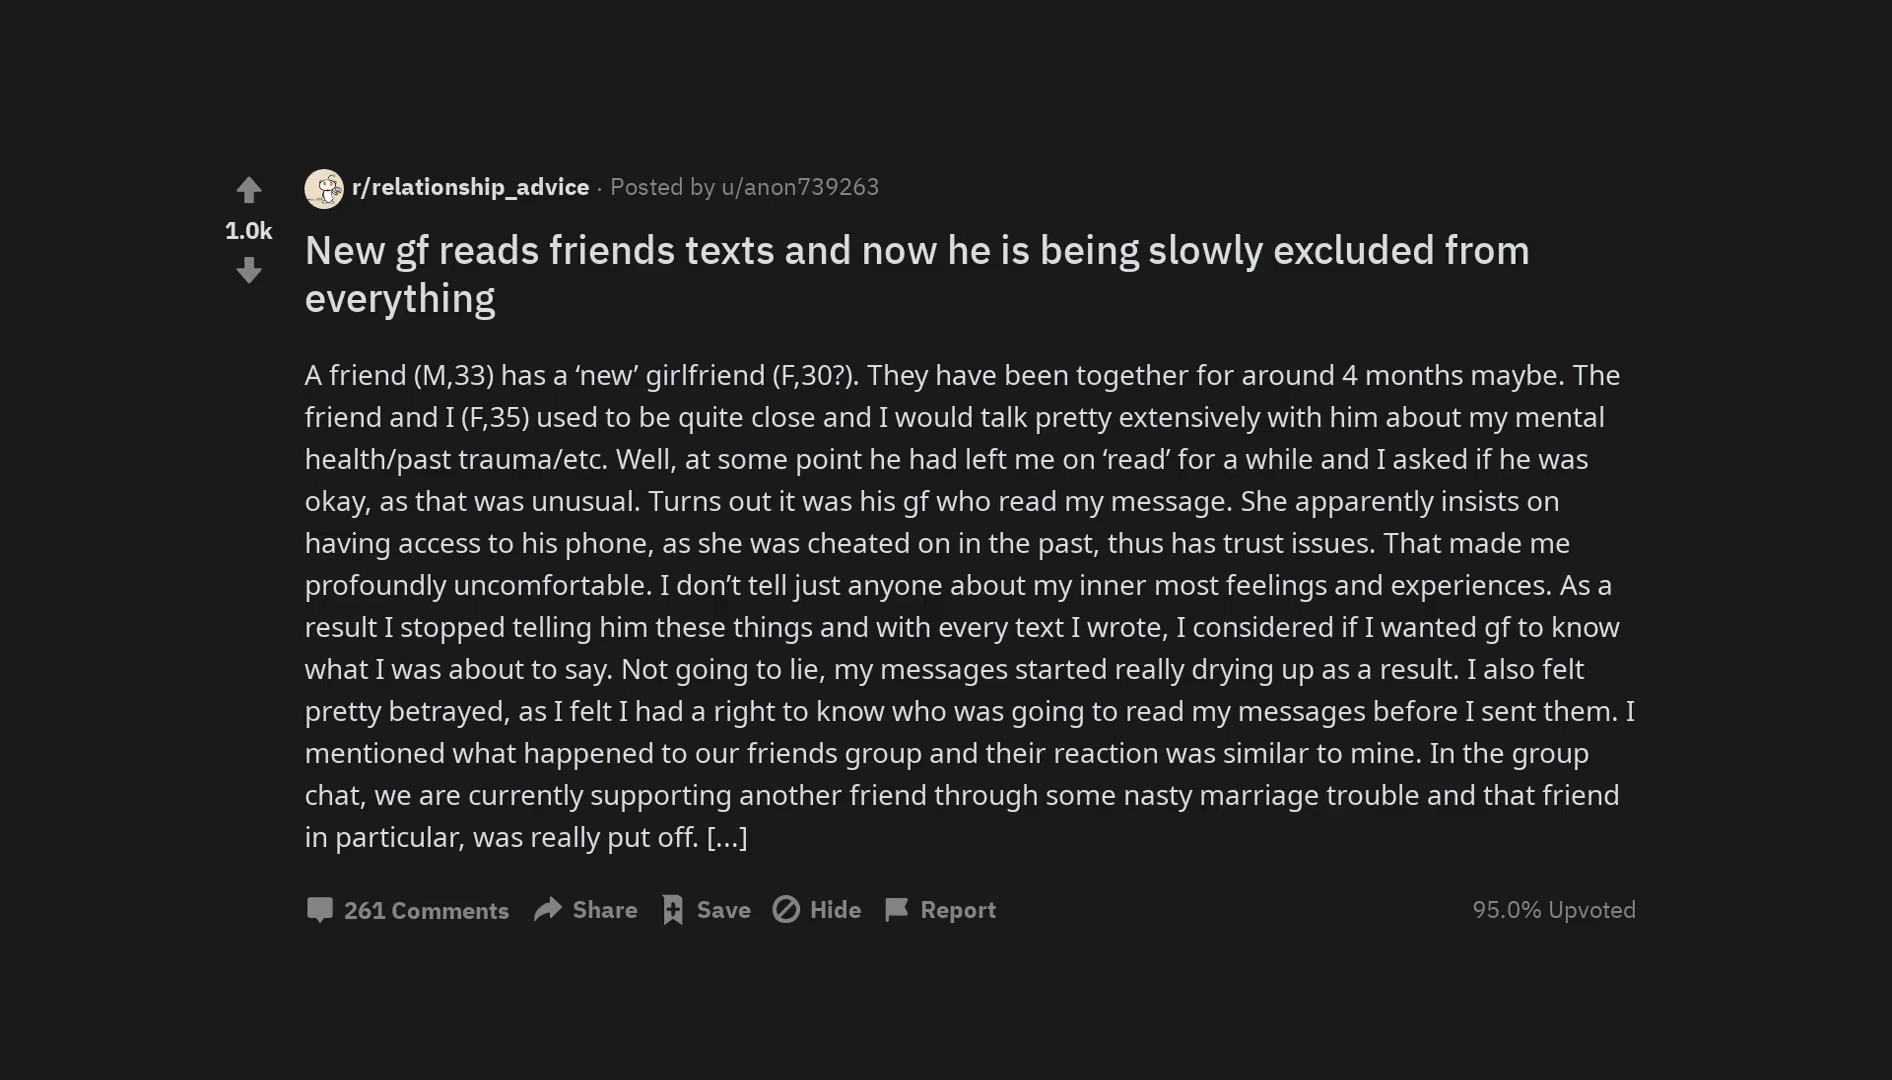 r/relationship_advice · Posted by u/anon739263
1.0k
New gf reads friends texts and now he is being slowly excluded from
everything
A friend (M,33) has a ‘new’ girlfriend (F,30?). They have been together for around 4 months maybe. The
friend and I (F,35) used to be quite close and I would talk pretty extensively with him about my mental
health/past trauma/etc. Well, at some point he had left me on ‘read’ for a while and I asked if he was
okay, as that was unusual. Turns out it was his gf who read my message. She apparently insists on
having access to his phone, as she was cheated on in the past, thus has trust issues. That made me
profoundly uncomfortable. I don’t tell just anyone about my inner most feelings and experiences. As a
result I stopped telling him these things and with every text I wrote, I considered if I wanted gf to know
what I was about to say. Not going to lie, my messages started really drying up as a result. I also felt
pretty betrayed, as I felt I had a right to know who was going to read my messages before I sent them. I
mentioned what happened to our friends group and their reaction was similar to mine. In the group
chat, we are currently supporting another friend through some nasty marriage trouble and that friend
in particular, was really put off. [...]
261 Comments Share Save Hide Report 95.0% Upvoted